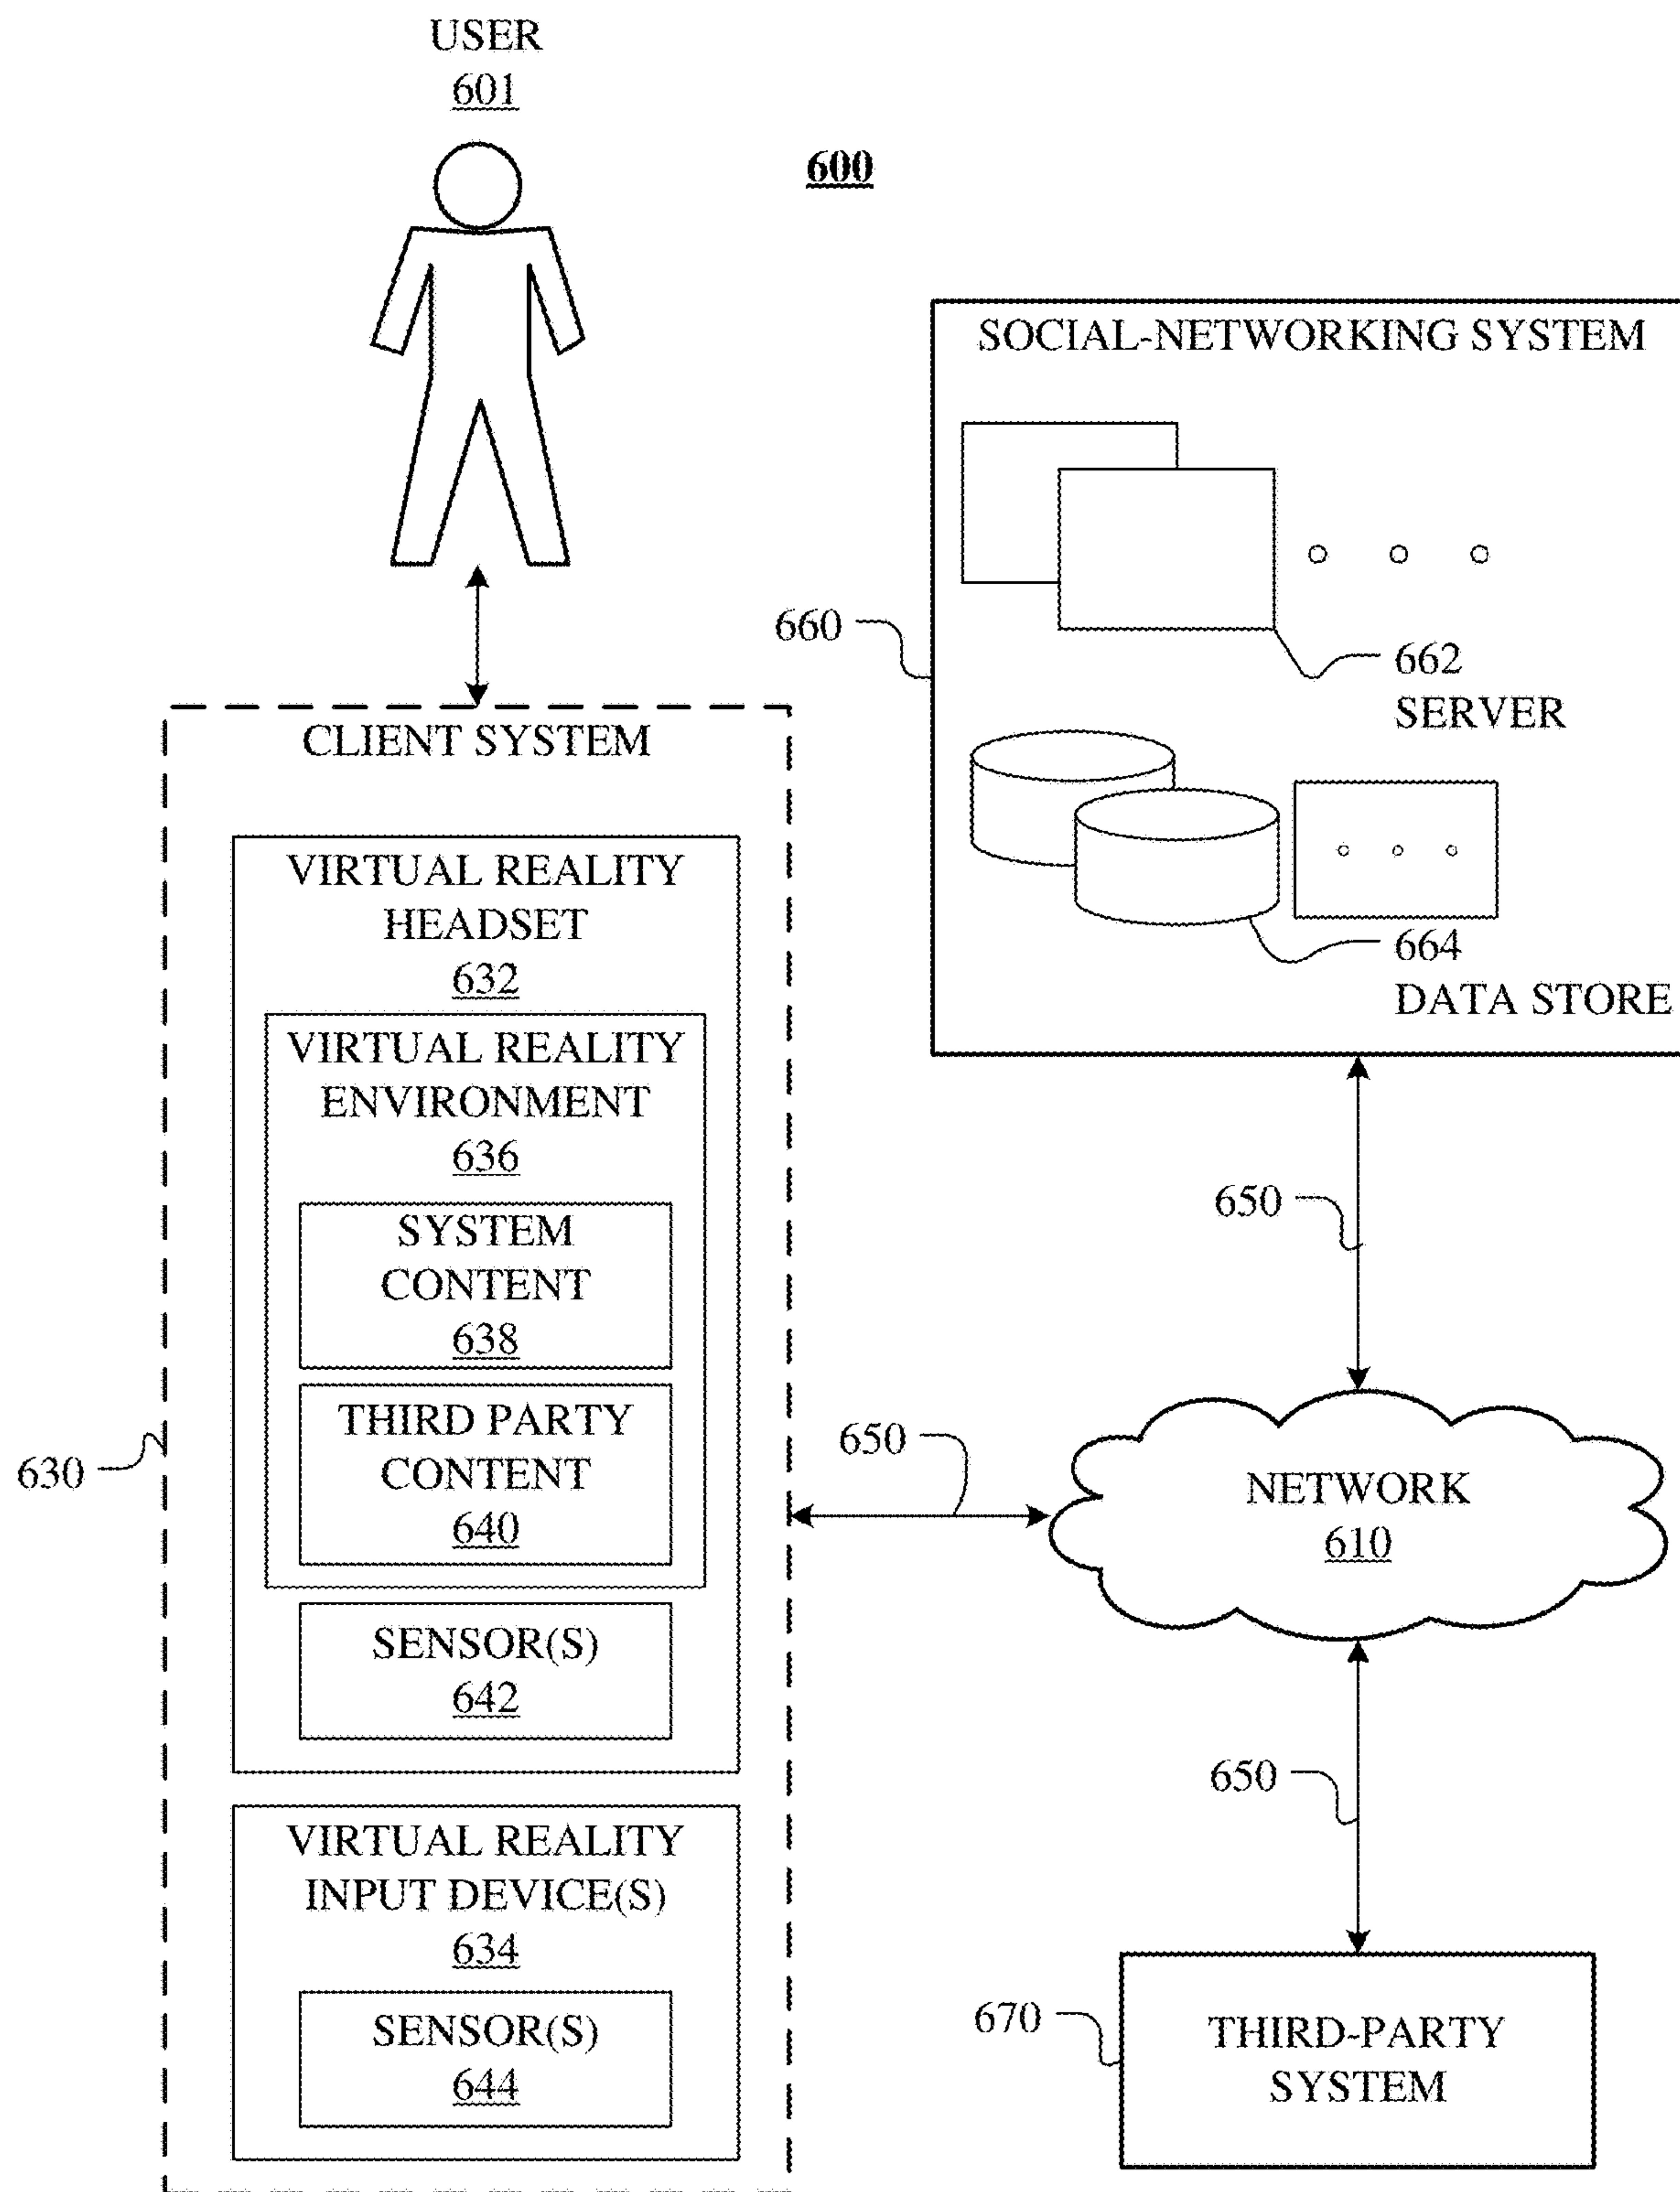 USER
601
600
SOCIAL-NETWORKING SYSTEM
660
662
SERVER
664
DATA STORE
CLIENT SYSTEM
VIRTUAL REALITY
HEADSET
632
VIRTUAL REALITY
ENVIRONMENT
636
SYSTEM
CONTENT
638
THIRD PARTY
CONTENT
640
SENSOR(S)
642
630
VIRTUAL REALITY
INPUT DEVICE(S)
634
SENSOR(S)
644
650
650
NETWORK
610
650
670
THIRD-PARTY
SYSTEM